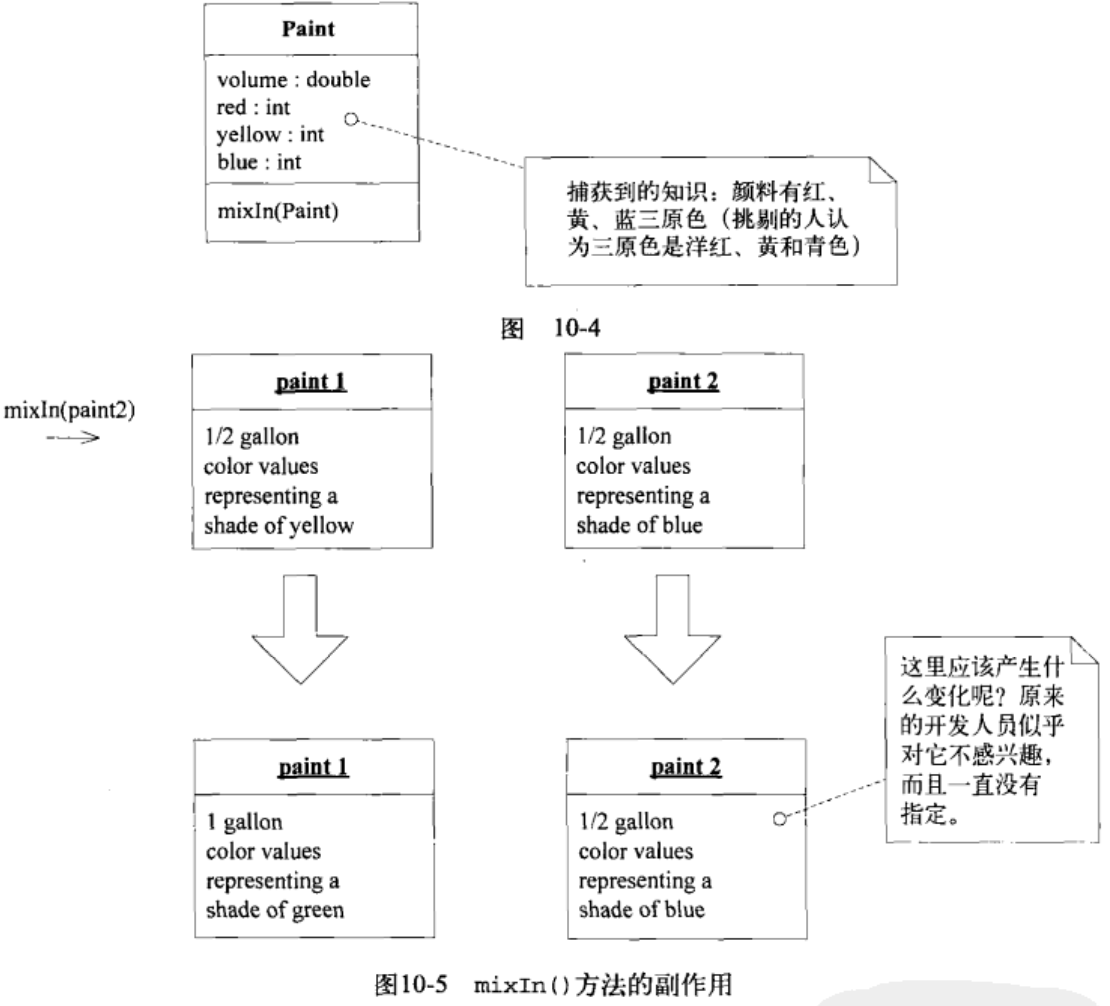 Paint
volume : double
red : int
yellow : int
blue : int
mixIn(Paint)
捕获到的知识：颜料有红、
黄、蓝三原色（挑剔的人认
为三原色是洋红、黄和青色）
图 10-4
mixIn(paint2)
paint 1
1/2 gallon
color values
representing a
shade of yellow
paint 2
1/2 gallon
color values
representing a
shade of blue
paint 1
1 gallon
color values
representing a
shade of green
paint 2
1/2 gallon
color values
representing a
shade of blue
这里应该产生什
么变化呢？原来
的开发人员似乎
对它不感兴趣，
而且一直没有
指定。
图10-5 mixIn()方法的副作用